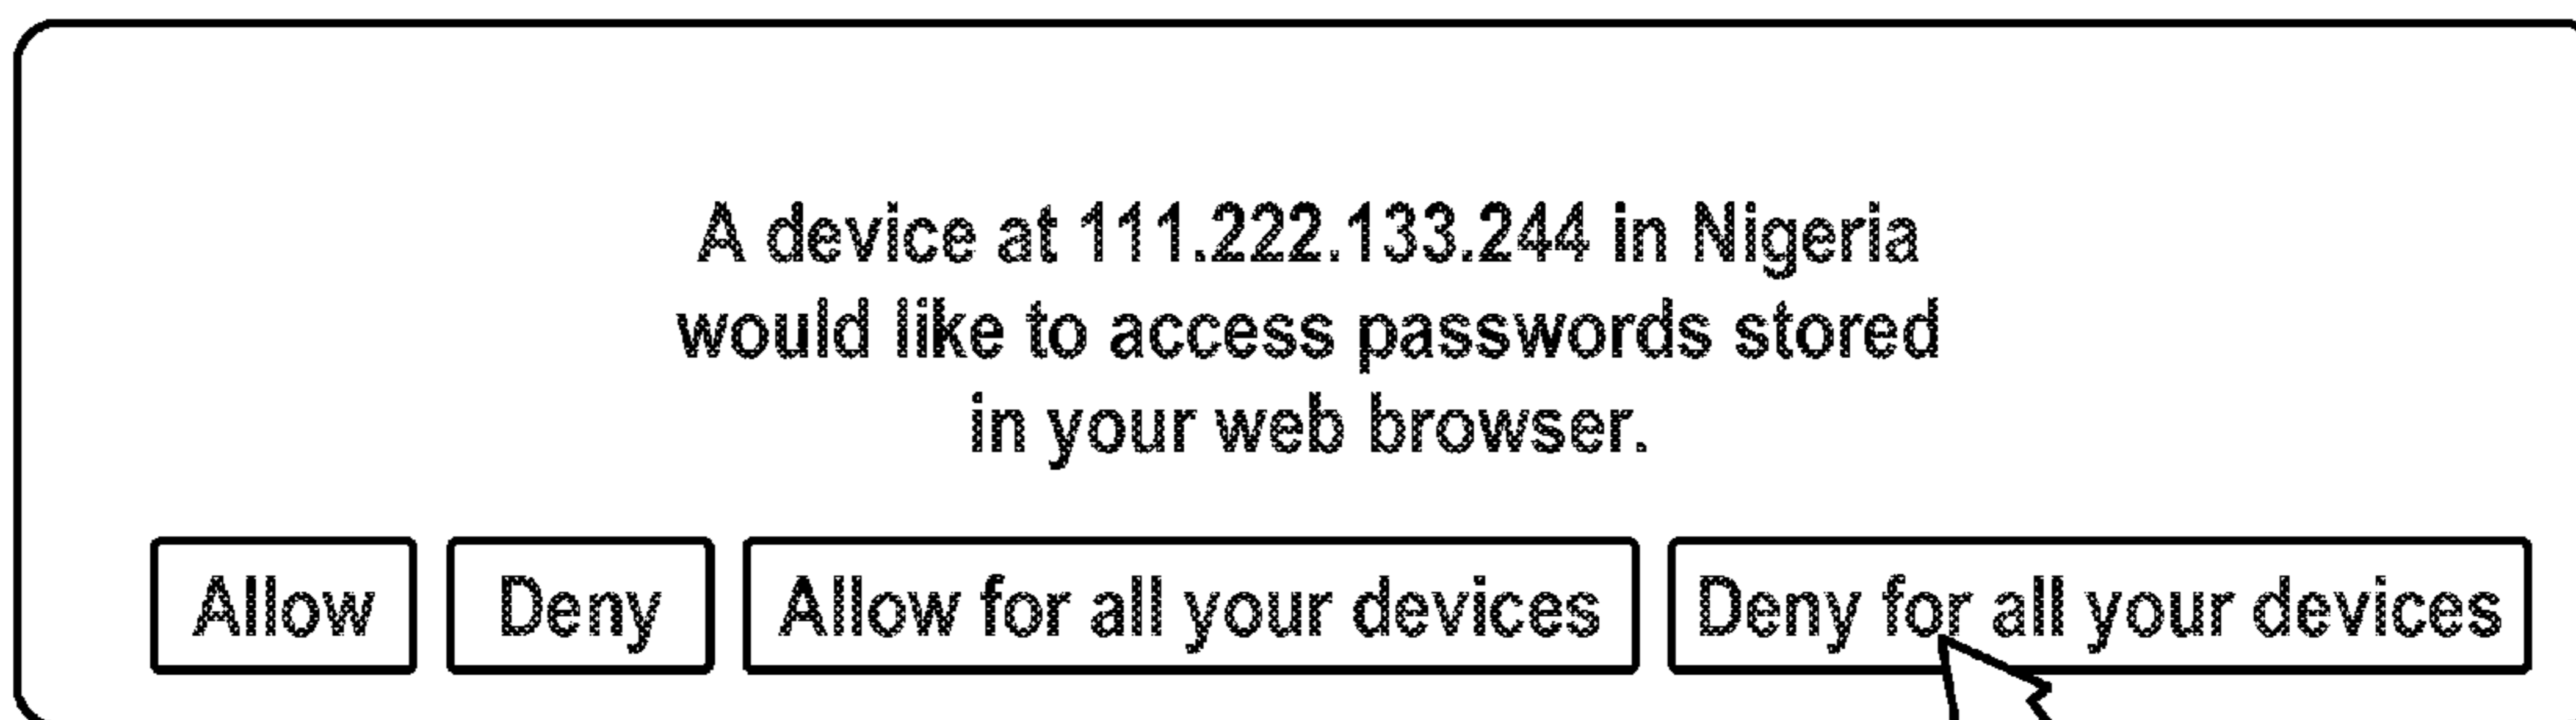 A device at 111.222.133.244 in Nigeria
would like to access passwords stored
in your web browser.
Allow Deny Allow for all your devices Deny for all your devices